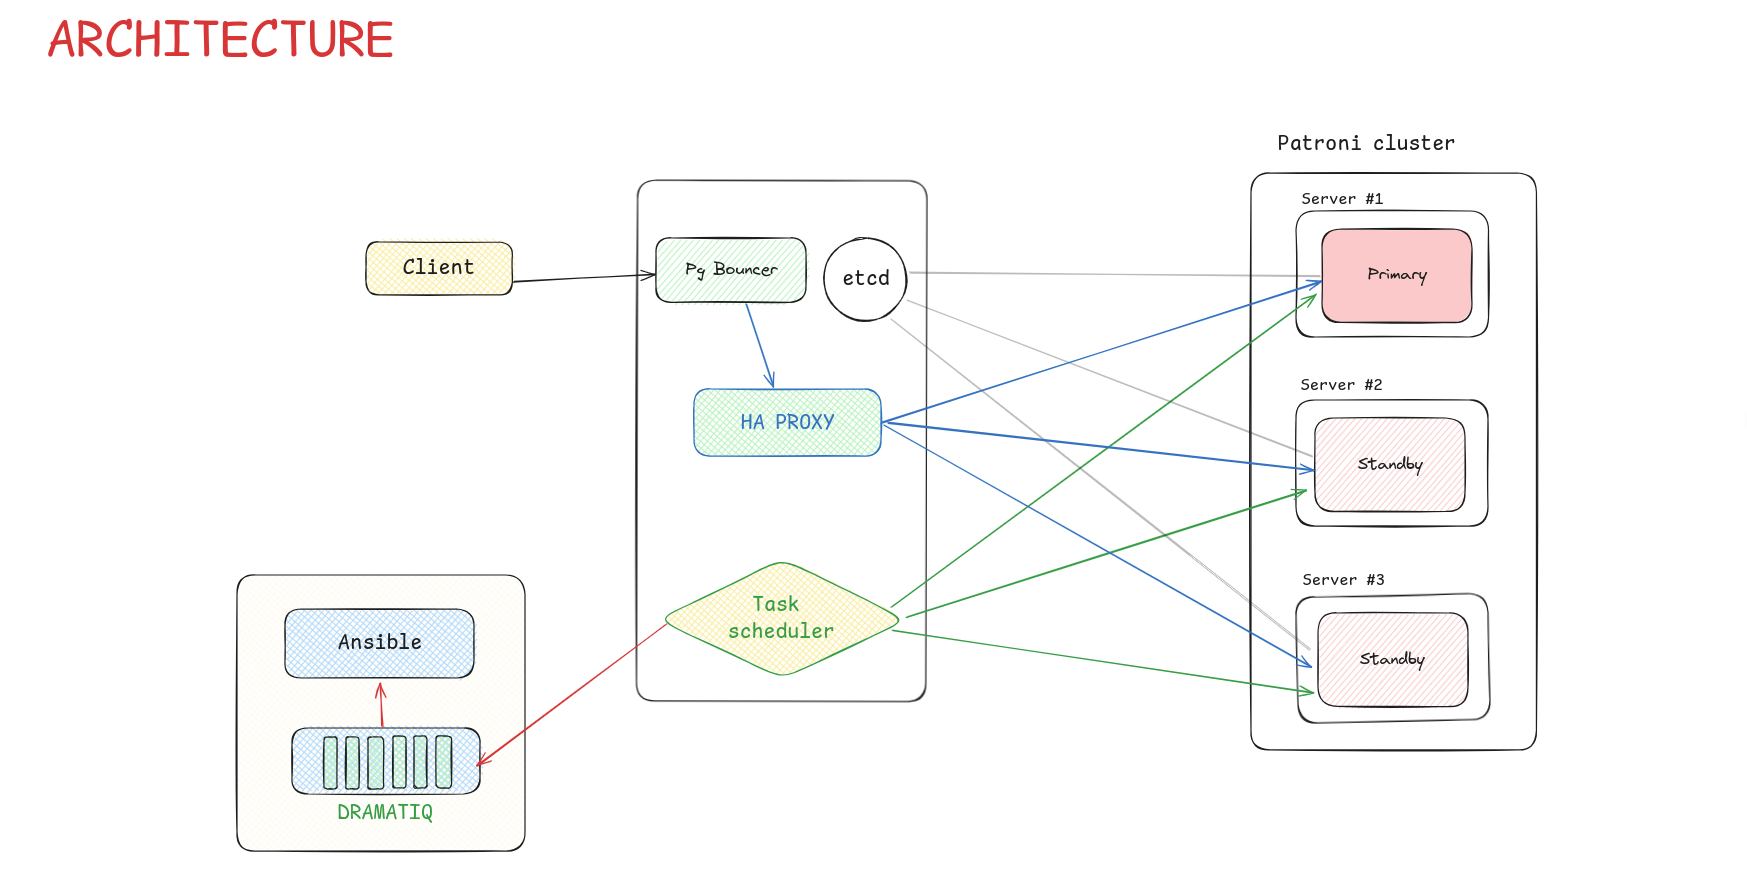 ARCHITECTURE
Patroni cluster
Server #1
Client
Pg Bouncer
etcd
Primary
Server #2
HA PROXY
Standby
Server #3
Task
scheduler
Ansible
Standby
DRAMATIQ